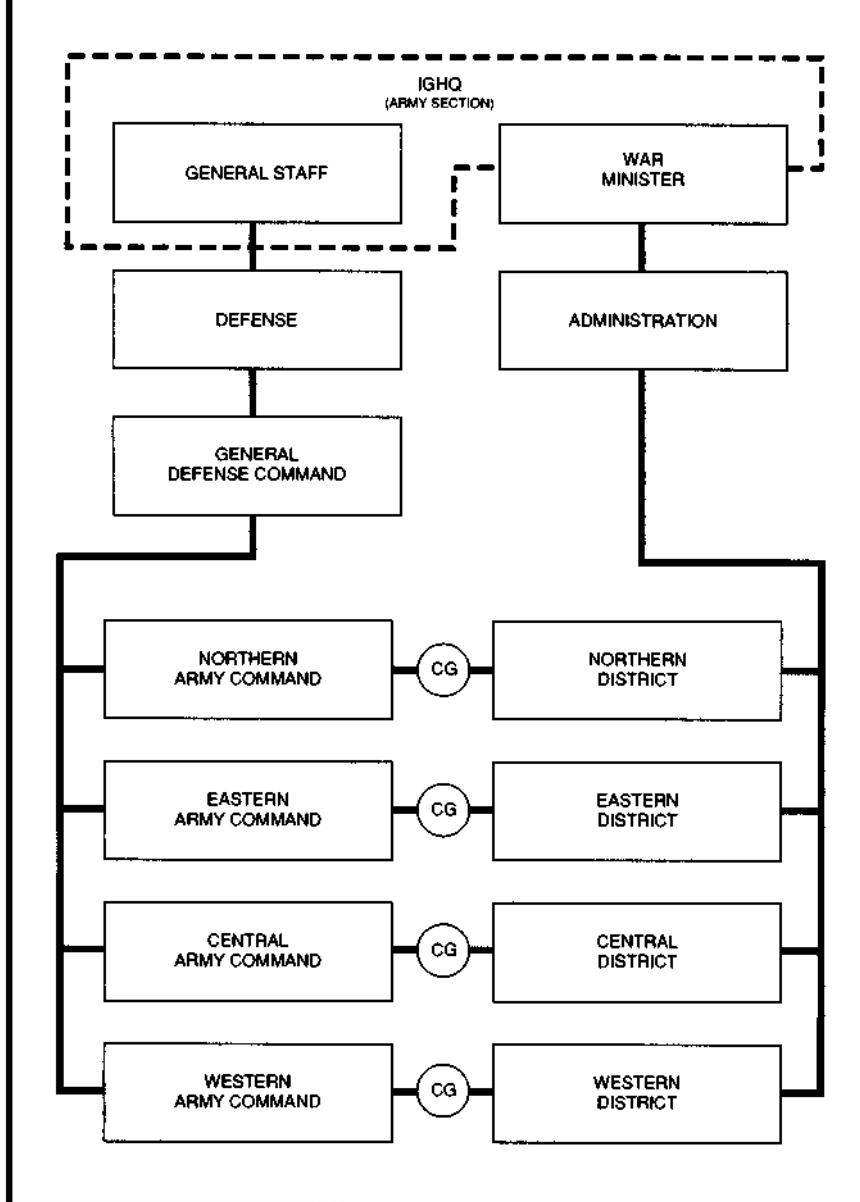 IGHQ
(ARMY SECTION)
GENERAL STAFF
WAR
MINISTER
DEFENSE
ADMINISTRATION
GENERAL
DEFENSE COMMAND
NORTHERN
ARMY COMMAND
CG
NORTHERN
DISTRICT
EASTERN
ARMY COMMAND
CG
EASTERN
DISTRICT
CENTRAL
ARMY COMMAND
CG
CENTRAL
DISTRICT
WESTERN
ARMY COMMAND
CG
WESTERN
DISTRICT